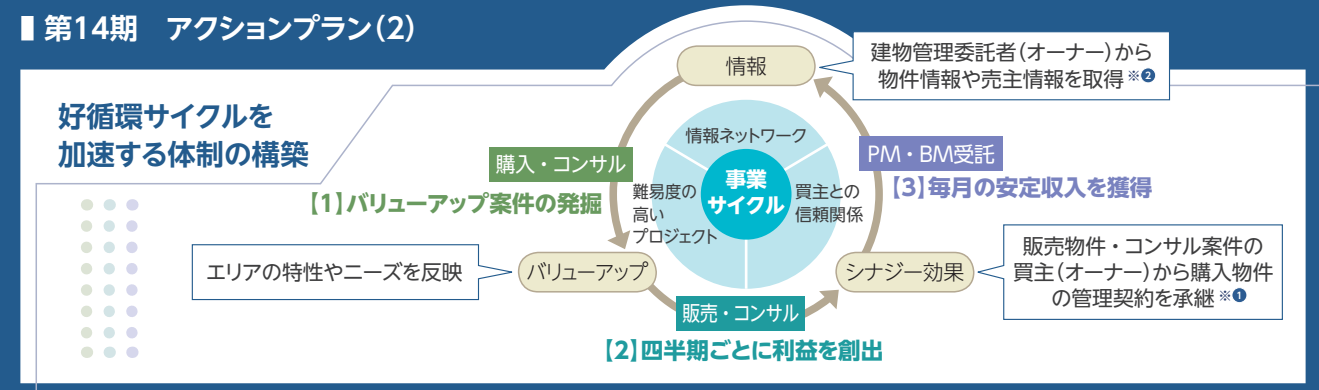 第14期 アクションプラン(2)
好循環サイクルを
加速する体制の構築
情報
建物管理委託者(オーナー)から
物件情報や売主情報を取得※❷
購入・コンサル
【1】バリューアップ案件の発掘
PM・BM受託
【3】毎月の安定収入を獲得
情報ネットワーク
事業
サイクル
難易度の
高い
プロジェクト
買主との
信頼関係
エリアの特性やニーズを反映
バリューアップ
シナジー効果
販売物件・コンサル案件の
買主(オーナー)から購入物件
の管理契約を承継※❶
販売・コンサル
【2】四半期ごとに利益を創出